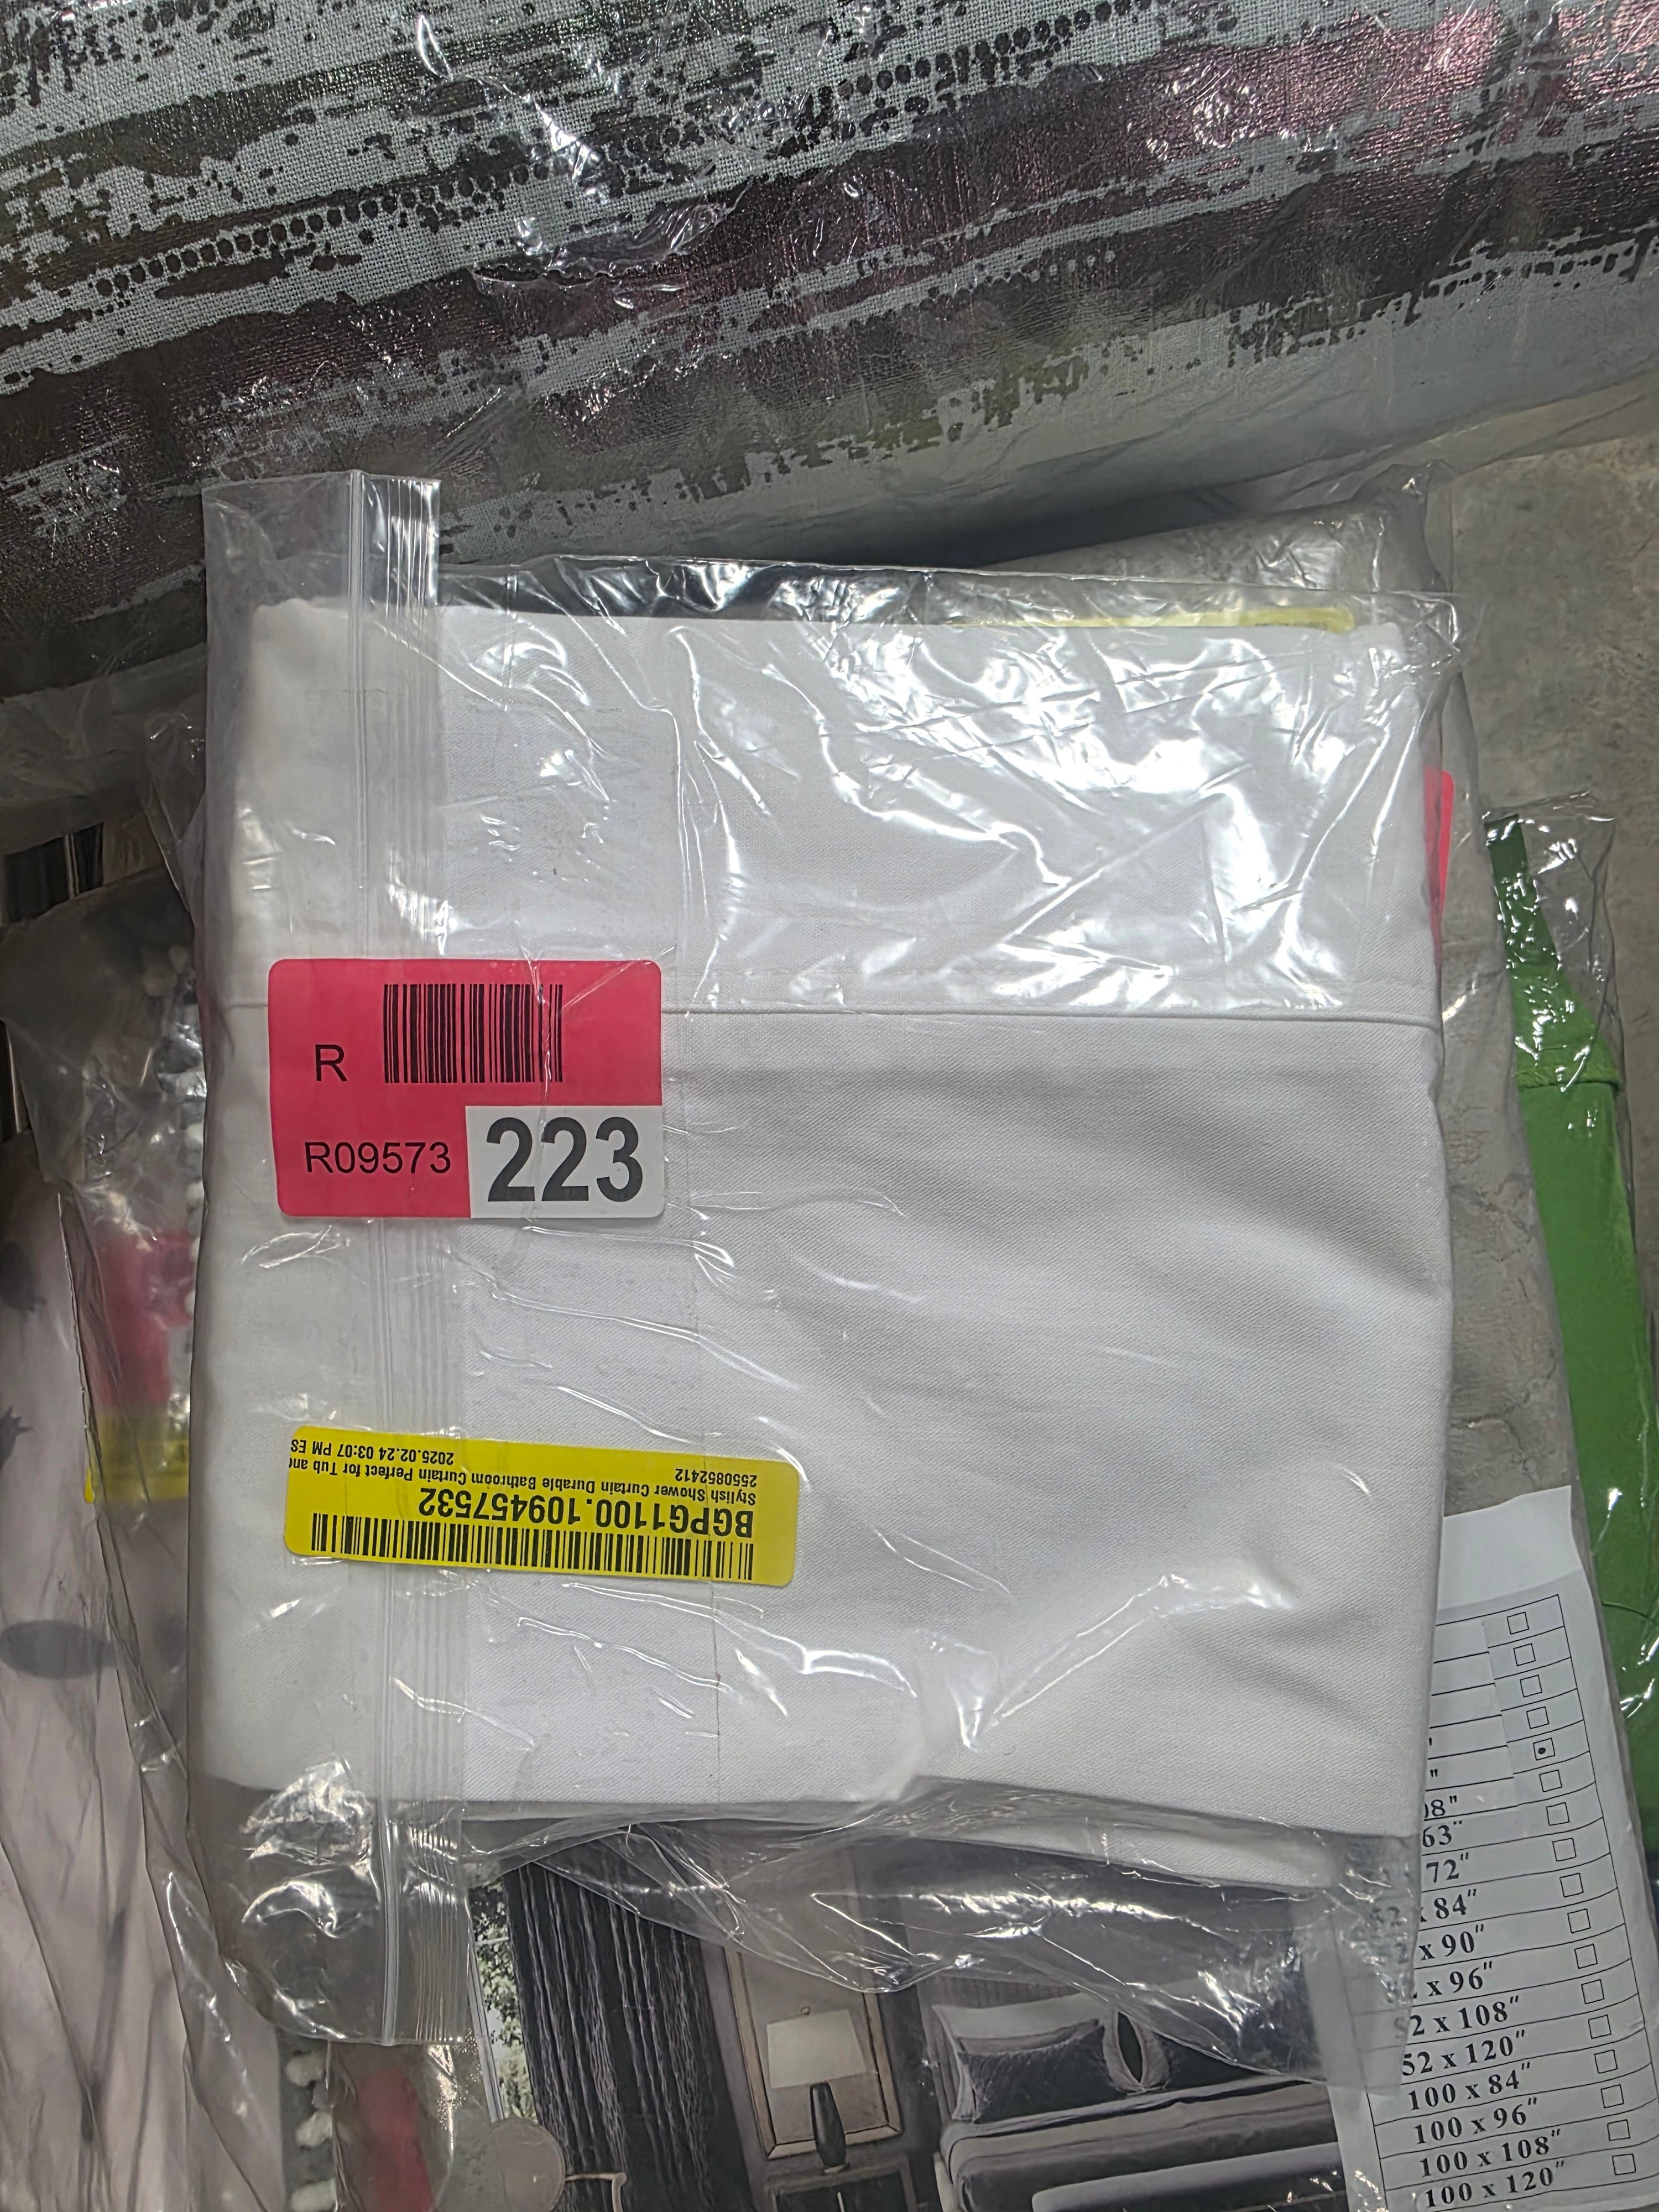 R
R09573
223
BGPG1100.109457532
Stylish Shower Curtain Durable Bathroom Curtain Perfect for Tub and
2550852412
2025.02.24 03:07 PM ES
"
"
08"
63"
72"
52 x 84"
x 90"
x 96"
52 x 108"
52 x 120"
100 x 84"
100 x 96"
100 x 108"
100 x 120"